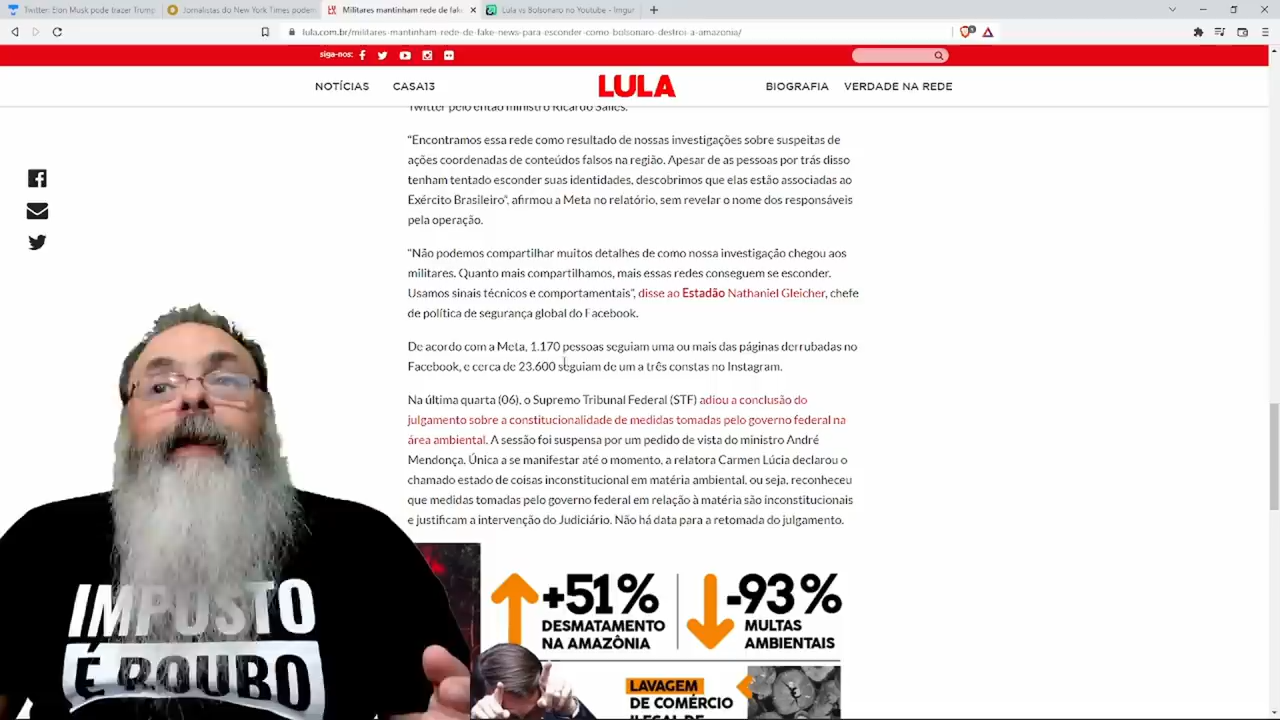 Twitter: Elon Musk pode trazer Trump
Jornalistas do New York Times podem
Militares mantinham rede de fake
Lula vs Bolsonaro no Youtube - Imgur
lula.com.br/militares-mantinham-rede-de-fake-news-para-esconder-como-bolsonaro-destroi-a-amazonia/
siga-nos:
NOTÍCIAS
CASA13
LULA
BIOGRAFIA
VERDADE NA REDE
Twitter pelo então ministro Ricardo Salles.
“Encontramos essa rede como resultado de nossas investigações sobre suspeitas de
ações coordenadas de conteúdos falsos na região. Apesar de as pessoas por trás disso
tenham tentado esconder suas identidades, descobrimos que elas estão associadas ao
Exército Brasileiro”, afirmou a Meta no relatório, sem revelar o nome dos responsáveis
pela operação.
“Não podemos compartilhar muitos detalhes de como nossa investigação chegou aos
militares. Quanto mais compartilhamos, mais essas redes conseguem se esconder.
Usamos sinais técnicos e comportamentais”, disse ao Estadão Nathaniel Gleicher, chefe
de política de segurança global do Facebook.
De acordo com a Meta, 1.170 pessoas seguiam uma ou mais das páginas derrubadas no
Facebook, e cerca de 23.600 seguiam de um a três constas no Instagram.
Na última quarta (06), o Supremo Tribunal Federal (STF) adiou a conclusão do
julgamento sobre a constitucionalidade de medidas tomadas pelo governo federal na
área ambiental. A sessão foi suspensa por um pedido de vista do ministro André
Mendonça. Única a se manifestar até o momento, a relatora Carmen Lúcia declarou o
chamado estado de coisas inconstitucional em matéria ambiental, ou seja, reconheceu
que medidas tomadas pelo governo federal em relação à matéria são inconstitucionais
e justificam a intervenção do Judiciário. Não há data para a retomada do julgamento.
+51%
DESMATAMENTO
NA AMAZÔNIA
-93%
MULTAS
AMBIENTAIS
LAVAGEM
DE COMÉRCIO
ILEGAL DE
IMPOSTO
É ROUBO